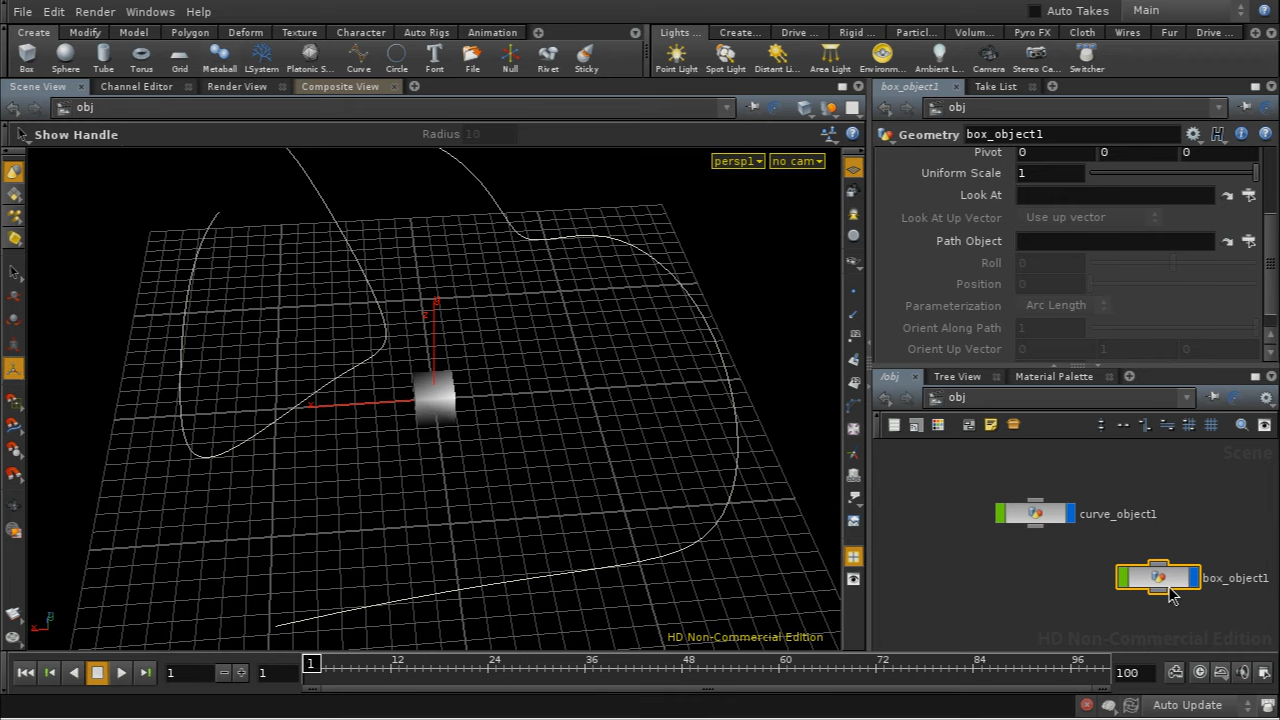 File Edit Render Windows Help Auto Takes Main
Create Modify Model Polygon Deform Texture Character Auto Rigs Animation Lights ... Create... Drive ... Rigid ... Particl... Volum... Pyro FX Cloth Wires Fur Drive ...
Box Sphere Tube Torus Grid Metaball LSystem Platonic S... Curve Circle Font File Null Rivet Sticky Point Light Spot Light Distant Li... Area Light Environm... Ambient L... Camera Stereo Ca... Switcher
Scene View Channel Editor Render View Composite View box_object1 Take List
obj obj
Show Handle Radius 10 Geometry box_object1
Pivot 0 0 0
persp1 no cam
Uniform Scale 1
Look At
Look At Up Vector Use up vector
Path Object
Roll 0
Position 0
Parameterization Arc Length
Orient Along Path 1
Orient Up Vector 0 1 0
/obj Tree View Material Palette
obj
Scene
curve_object1
box_object1
HD Non-Commercial Edition HD Non-Commercial Edition
1 1 1 12 24 36 48 60 72 84 96 100
Auto Update